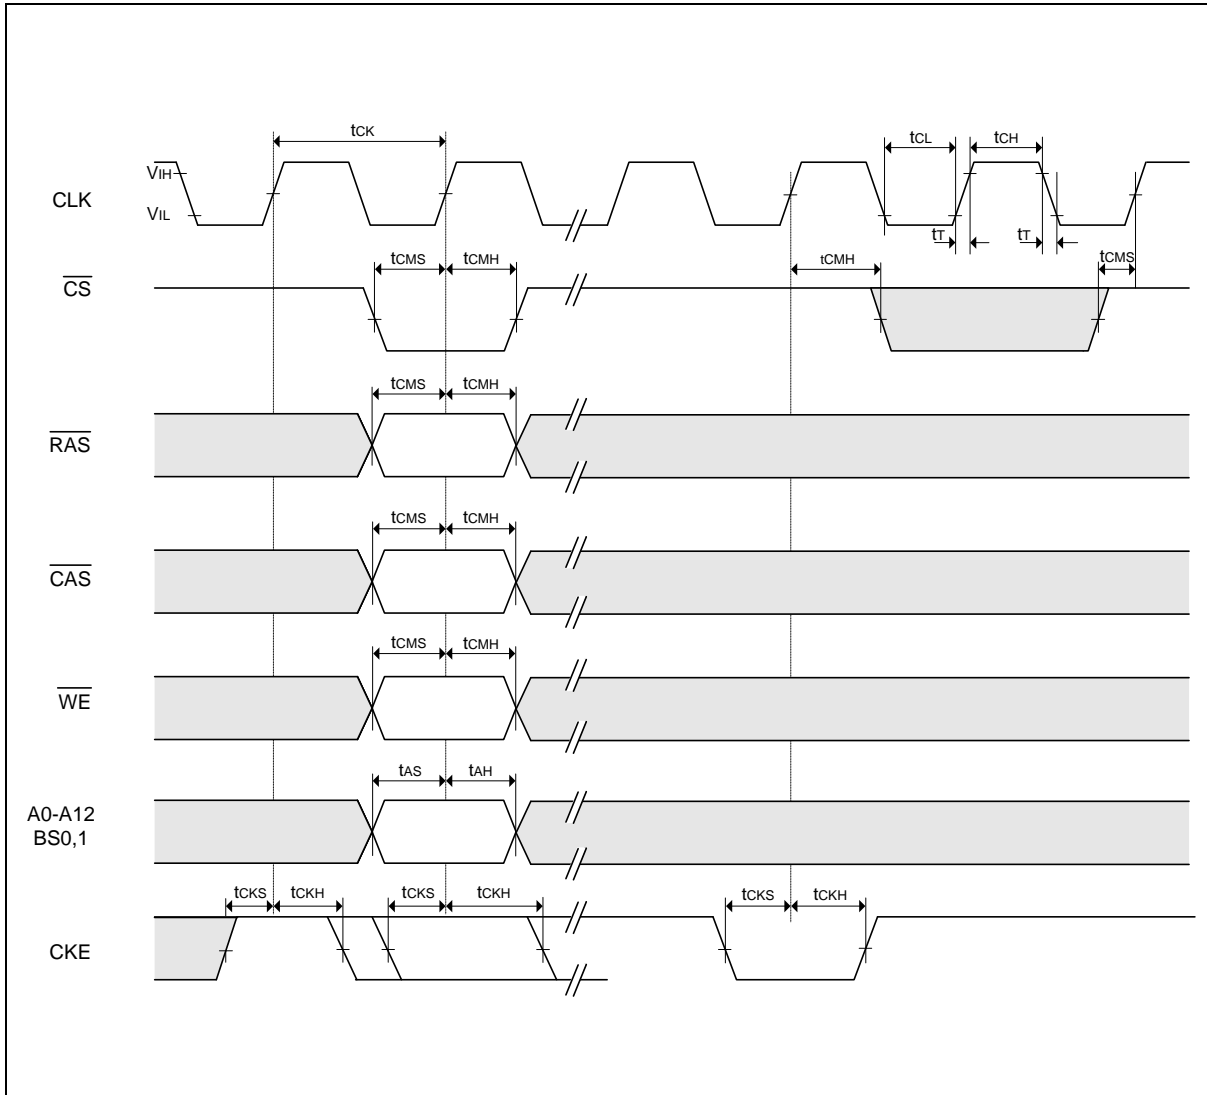 tCK
tCL tCH
VIH
CLK
VIL
tT tT
tCMS tCMH tCMH tCMS
CS
tCMS tCMH
RAS
tCMS tCMH
CAS
tCMS tCMH
WE
tAS tAH
A0-A12
BS0,1
tCKS tCKH tCKS tCKH tCKS tCKH
CKE